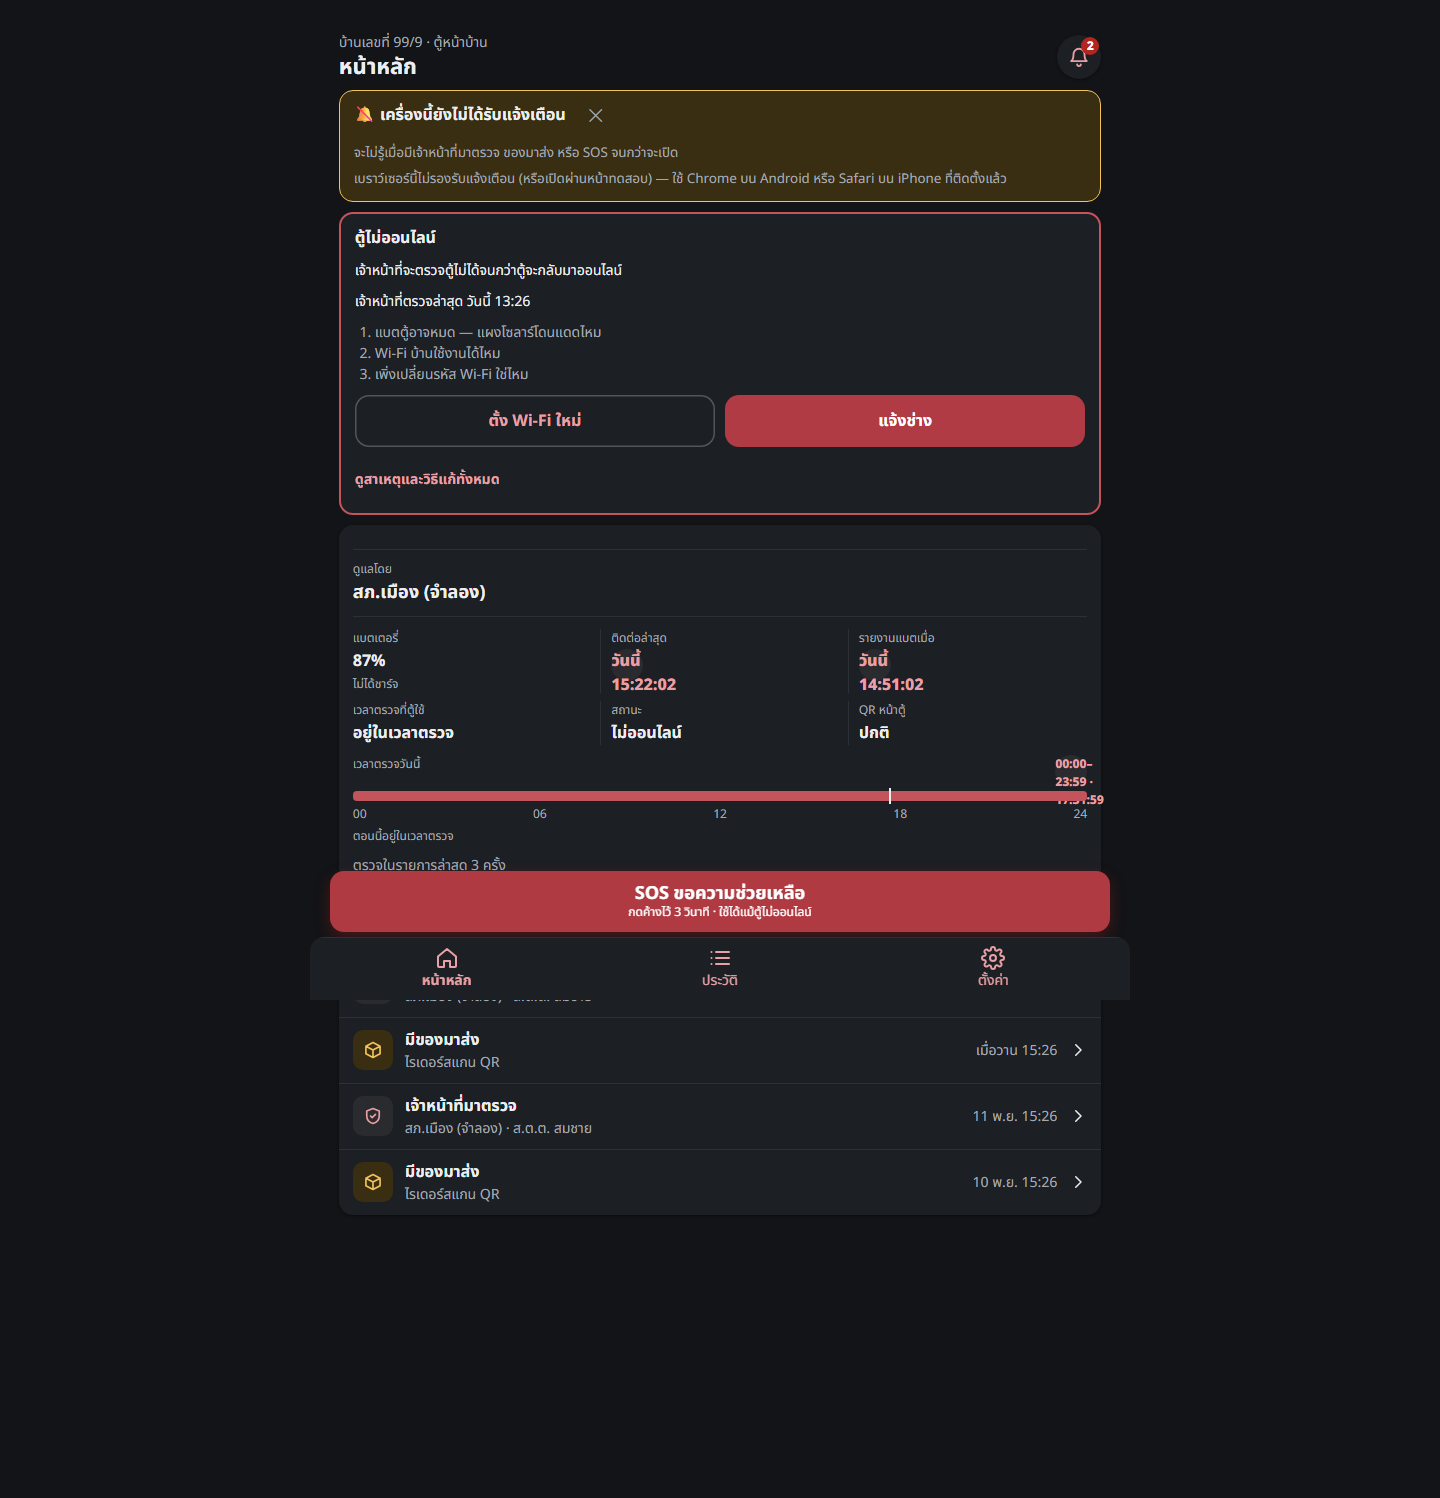 บ้านเลขที่ 99/9 · ตู้หน้าบ้าน
หน้าหลัก
2
เครื่องนี้ยังไม่ได้รับแจ้งเตือน
จะไม่รู้เมื่อมีเจ้าหน้าที่มาตรวจ ของมาส่ง หรือ SOS จนกว่าจะเปิด
เบราว์เซอร์นี้ไม่รองรับแจ้งเตือน (หรือเปิดผ่านหน้าทดสอบ) — ใช้ Chrome บน Android หรือ Safari บน iPhone ที่ติดตั้งแล้ว
ตู้ไม่ออนไลน์
เจ้าหน้าที่จะตรวจตู้ไม่ได้จนกว่าตู้จะกลับมาออนไลน์
เจ้าหน้าที่ตรวจล่าสุด วันนี้ 13:26
1. แบตตู้อาจหมด — แผงโซลาร์โดนแดดไหม
2. Wi-Fi บ้านใช้งานได้ไหม
3. เพิ่งเปลี่ยนรหัส Wi-Fi ใช่ไหม
ตั้ง Wi-Fi ใหม่
แจ้งช่าง
ดูสาเหตุและวิธีแก้ทั้งหมด
ดูแลโดย
สภ.เมือง (จำลอง)
แบตเตอรี่
87%
ไม่ได้ชาร์จ
ติดต่อล่าสุด
วันนี้
15:22:02
รายงานแบตเมื่อ
วันนี้
14:51:02
เวลาตรวจที่ตู้ใช้
อยู่ในเวลาตรวจ
สถานะ
ไม่ออนไลน์
QR หน้าตู้
ปกติ
เวลาตรวจวันนี้
00:00–
23:59 ·
:59
00 06 12 18 24
ตอนนี้อยู่ในเวลาตรวจ
ตรวจในรายการล่าสุด 3 ครั้ง
SOS ขอความช่วยเหลือ
กดค้างไว้ 3 วินาที · ใช้ได้แม้ตู้ไม่ออนไลน์
หน้าหลัก
ประวัติ
ตั้งค่า
มีของมาส่ง
ไรเดอร์สแกน QR
เมื่อวาน 15:26
เจ้าหน้าที่มาตรวจ
สภ.เมือง (จำลอง) · ส.ต.ต. สมชาย
11 พ.ย. 15:26
มีของมาส่ง
ไรเดอร์สแกน QR
10 พ.ย. 15:26